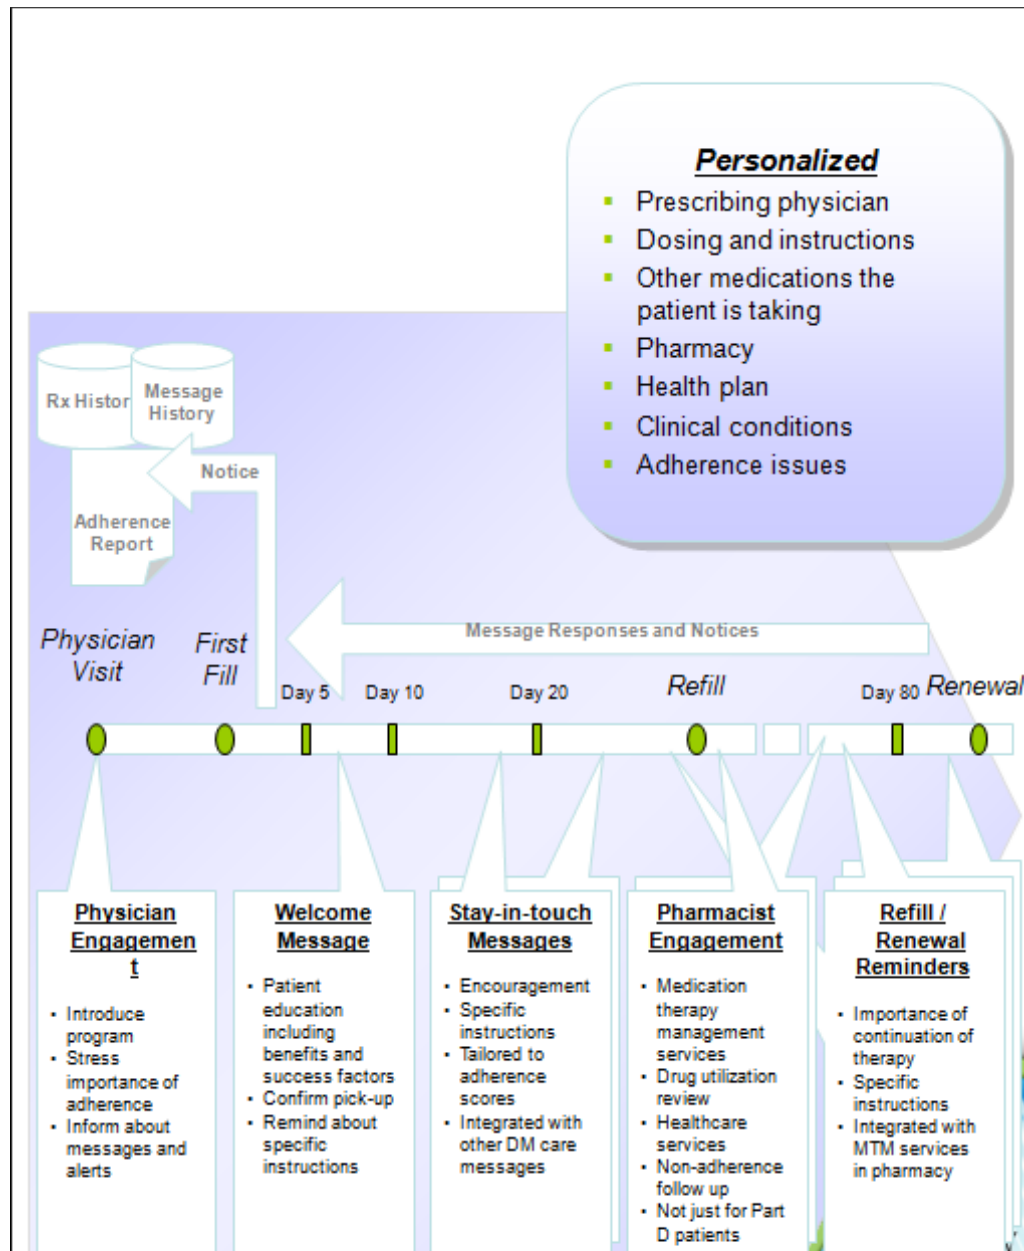 Personalized
▪ Prescribing physician
▪ Dosing and instructions
▪ Other medications the
patient is taking
▪ Pharmacy
▪ Health plan
▪ Clinical conditions
▪ Adherence issues
Rx Histor
Message
History
Notice
Adherence
Report
Message Responses and Notices
Physician
Visit
First
Fill
Day 5
Day 10
Day 20
Refill
Day 80
Renewal
Physician
Engagemen
t
• Introduce
program
• Stress
importance of
adherence
• Inform about
messages and
alerts
Welcome
Message
• Patient
education
including
benefits and
success factors
• Confirm pick-up
• Remind about
specific
instructions
Stay-in-touch
Messages
• Encouragement
• Specific
instructions
• Tailored to
adherence
scores
• Integrated with
other DM care
messages
Pharmacist
Engagement
• Medication
therapy
management
services
• Drug utilization
review
• Healthcare
services
• Non-adherence
follow up
• Not just for Part
D patients
Refill /
Renewal
Reminders
• Importance of
continuation of
therapy
• Specific
instructions
• Integrated with
MTM services
in pharmacy